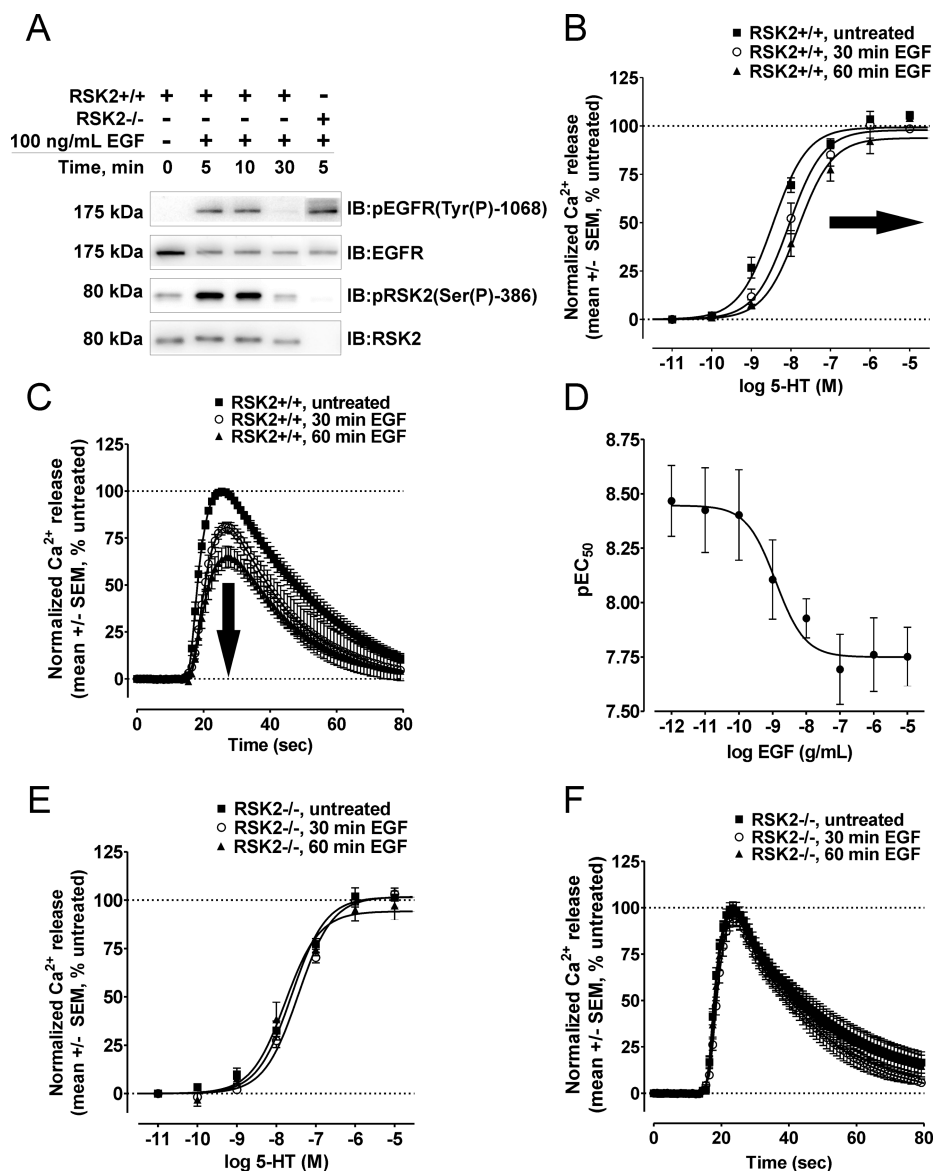 A
RSK2+/+ + + + + -
RSK2-/- - - - - +
100 ng/mL EGF - + + + +
Time, min 0 5 10 30 5
175 kDa IB:pEGFR(Tyr(P)-1068)
175 kDa IB:EGFR
80 kDa IB:pRSK2(Ser(P)-386)
80 kDa IB:RSK2
B
RSK2+/+, untreated
RSK2+/+, 30 min EGF
RSK2+/+, 60 min EGF
Normalized Ca2+ release
(mean +/- SEM, % untreated)
125
100
75
50
25
0
-11 -10 -9 -8 -7 -6 -5
log 5-HT (M)
C
RSK2+/+, untreated
RSK2+/+, 30 min EGF
RSK2+/+, 60 min EGF
Normalized Ca2+ release
(mean +/- SEM, % untreated)
125
100
75
50
25
0
0 20 40 60 80
Time (sec)
D
pEC50
8.75
8.50
8.25
8.00
7.75
7.50
-12 -11 -10 -9 -8 -7 -6 -5
log EGF (g/mL)
E
RSK2-/-, untreated
RSK2-/-, 30 min EGF
RSK2-/-, 60 min EGF
Normalized Ca2+ release
(mean +/- SEM, % untreated)
125
100
75
50
25
0
-11 -10 -9 -8 -7 -6 -5
log 5-HT (M)
F
RSK2-/-, untreated
RSK2-/-, 30 min EGF
RSK2-/-, 60 min EGF
Normalized Ca2+ release
(mean +/- SEM, % untreated)
125
100
75
50
25
0
0 20 40 60 80
Time (sec)